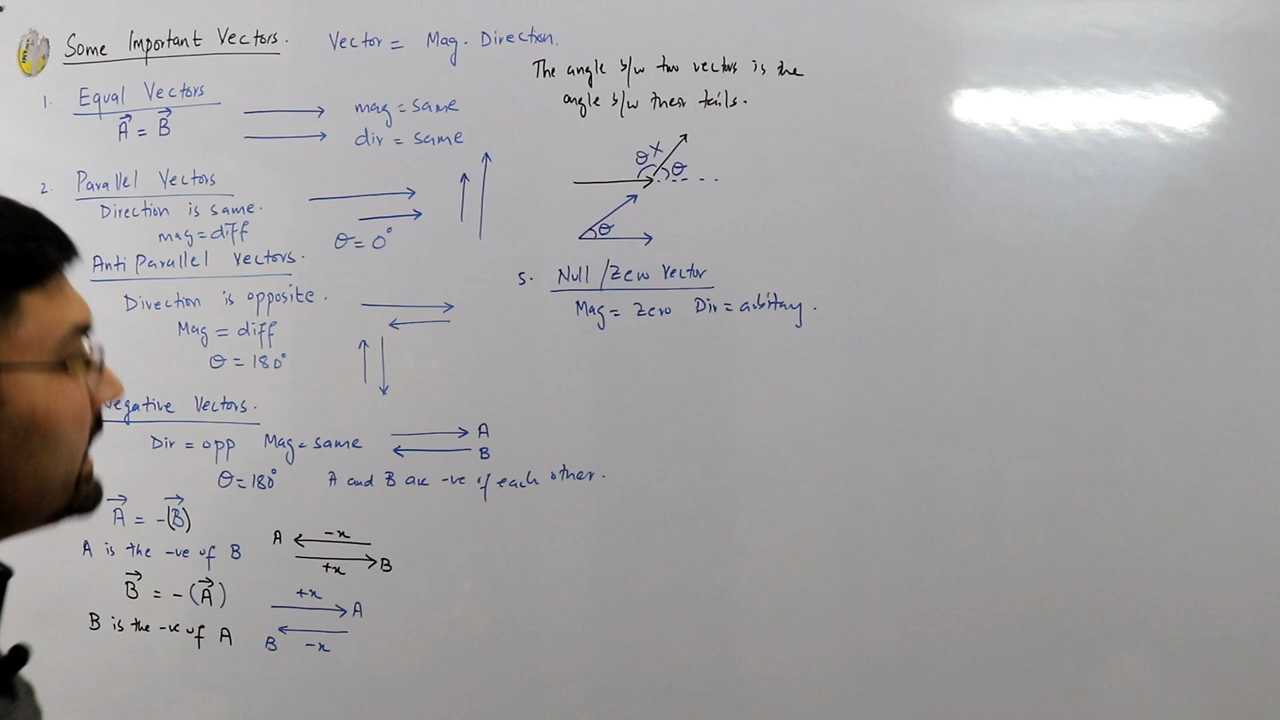 Some Important Vectors. Vector = Mag. Direction.
1. Equal Vectors
A⃗ = B⃗
mag = same
dir = same
2. Parallel Vectors
Direction is same.
mag = diff
θ = 0°
Anti Parallel Vectors.
Direction is opposite.
Mag = diff
θ = 180°
Negative Vectors.
Dir = opp Mag = same
A
B
θ = 180° A and B are -ve of each other.
A⃗ = -(B⃗)
A is the -ve of B
A -x
+x B
B⃗ = -(A⃗)
B is the -ve of A
+x A
B -x
The angle b/w two vectors is the
angle b/w their tails.
θ x θ
θ
5. Null/Zero Vector
Mag = Zero Dir = arbitary.